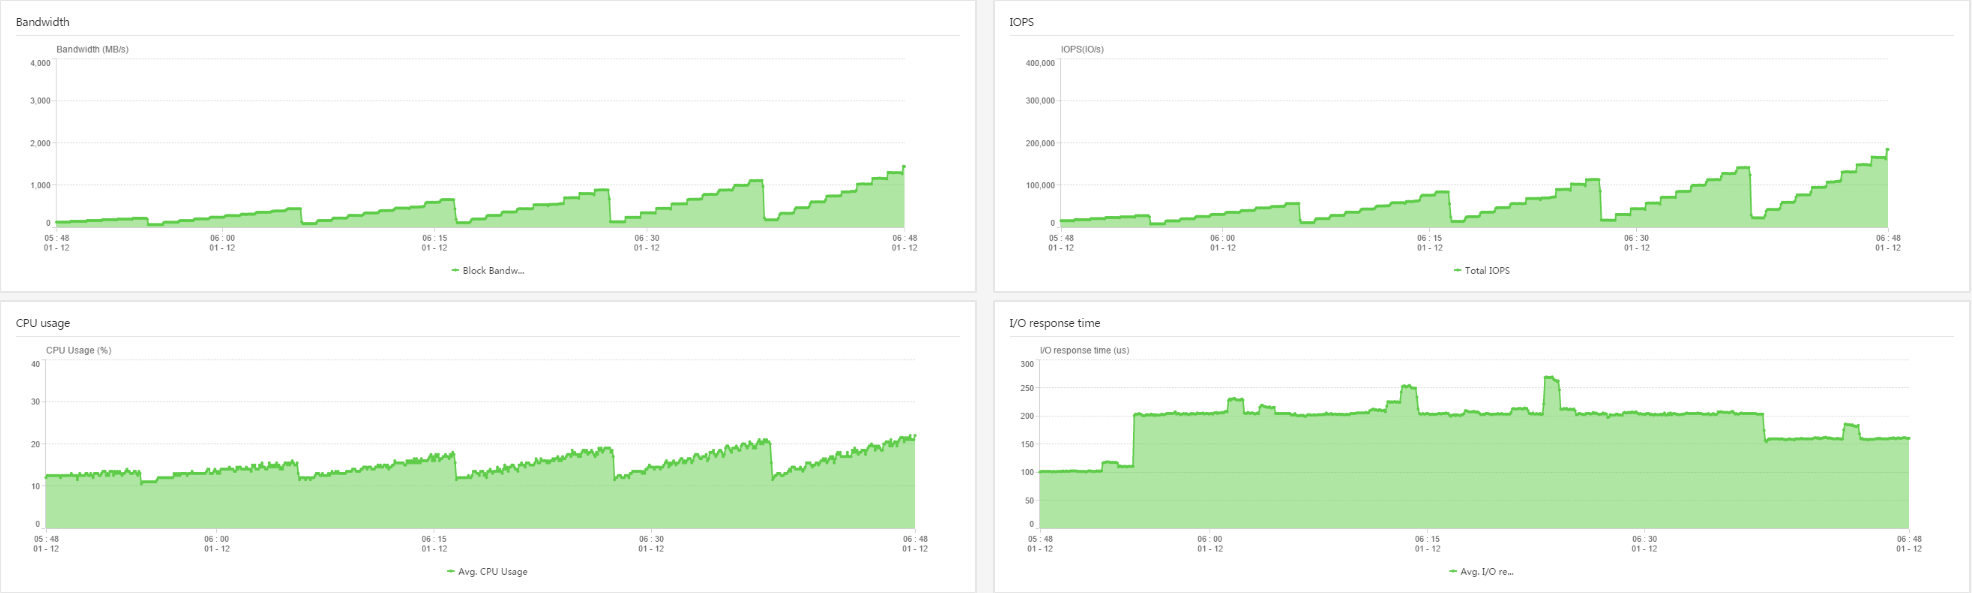 Bandwidth
Bandwidth (MB/s)
4,000
3,000
2,000
1,000
0
05 : 48
01 - 12
06 : 00
01 - 12
06 : 15
01 - 12
06 : 30
01 - 12
06 : 48
01 - 12
Block Bandw...
IOPS
IOPS(IO/s)
400,000
300,000
200,000
100,000
0
05 : 48
01 - 12
06 : 00
01 - 12
06 : 15
01 - 12
06 : 30
01 - 12
06 : 48
01 - 12
Total IOPS
CPU usage
CPU Usage (%)
40
30
20
10
0
05 : 48
01 - 12
06 : 00
01 - 12
06 : 15
01 - 12
06 : 30
01 - 12
06 : 48
01 - 12
Avg. CPU Usage
I/O response time
I/O response time (us)
300
250
200
150
100
50
0
05 : 48
01 - 12
06 : 00
01 - 12
06 : 15
01 - 12
06 : 30
01 - 12
06 : 48
01 - 12
Avg. I/O re...